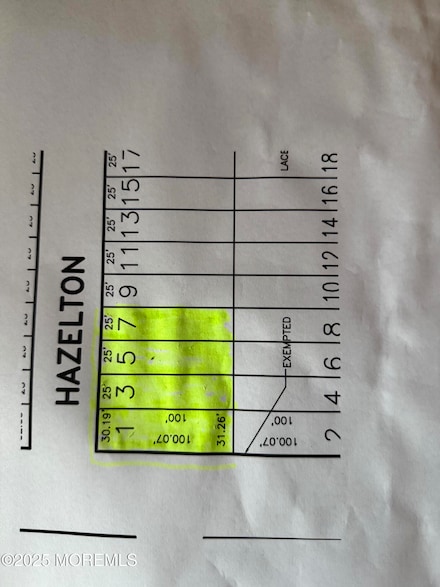 HAZELTON
30.19' 25' 25' 25' 25' 25' 25' 25' 25'
1 3 5 7 9 11 13 15 17
100.07' 100'
31.26'
EXEMPTED
LACE
100.07' 100'
2 4 6 8 10 12 14 16 18
©2025 MOREMLS